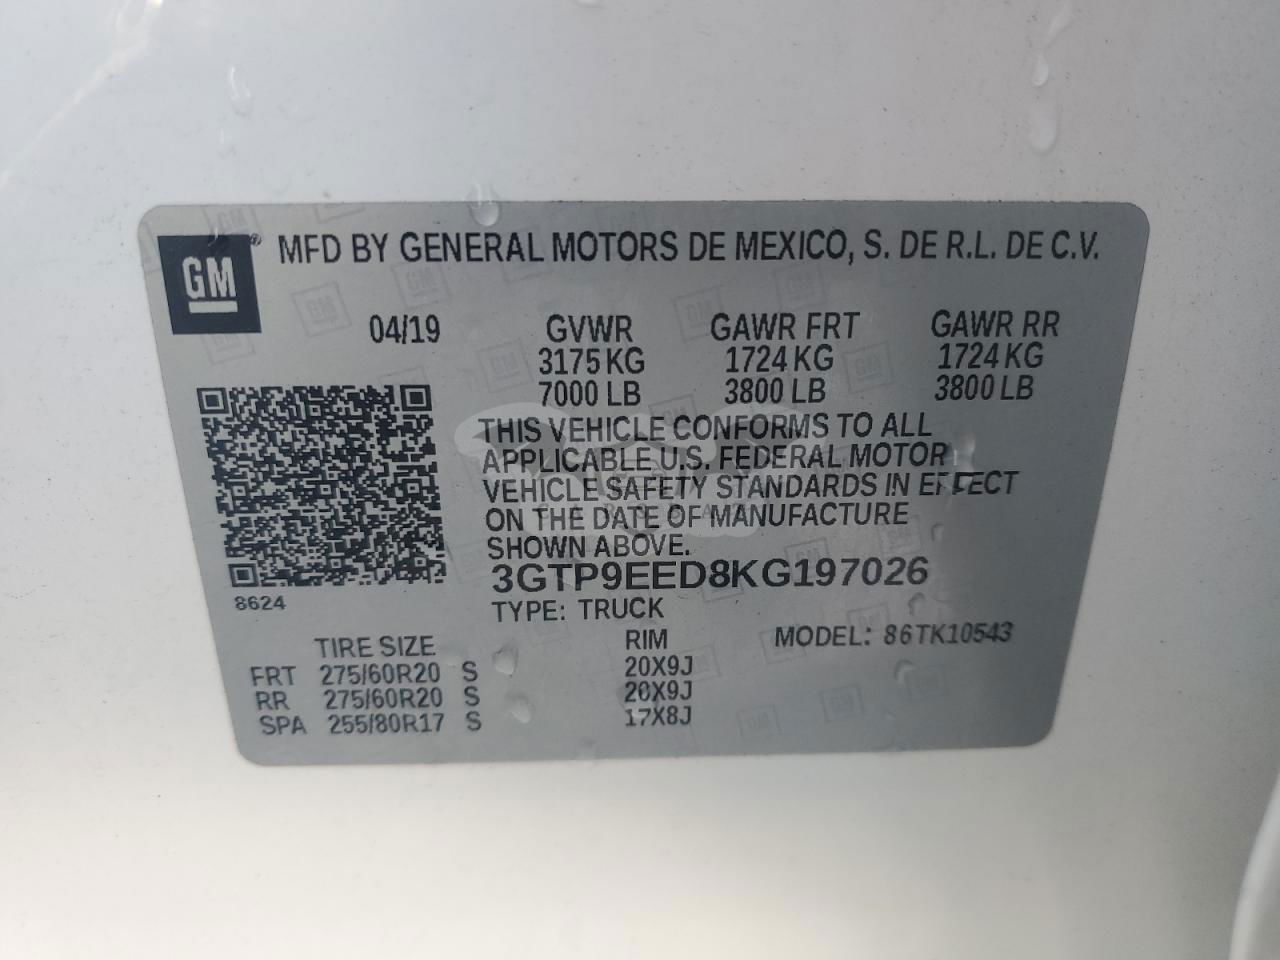 GM® MFD BY GENERAL MOTORS DE MEXICO, S. DE R.L. DE C.V.
04/19 GVWR GAWR FRT GAWR RR
3175 KG 1724 KG 1724 KG
7000 LB 3800 LB 3800 LB
THIS VEHICLE CONFORMS TO ALL
APPLICABLE U.S. FEDERAL MOTOR
VEHICLE SAFETY STANDARDS IN EFFECT
ON THE DATE OF MANUFACTURE
SHOWN ABOVE.
3GTP9EED8KG197026
8624
TYPE: TRUCK
TIRE SIZE RIM MODEL: 86TK10543
FRT 275/60R20 S 20X9J
RR 275/60R20 S 20X9J
SPA 255/80R17 S 17X8J